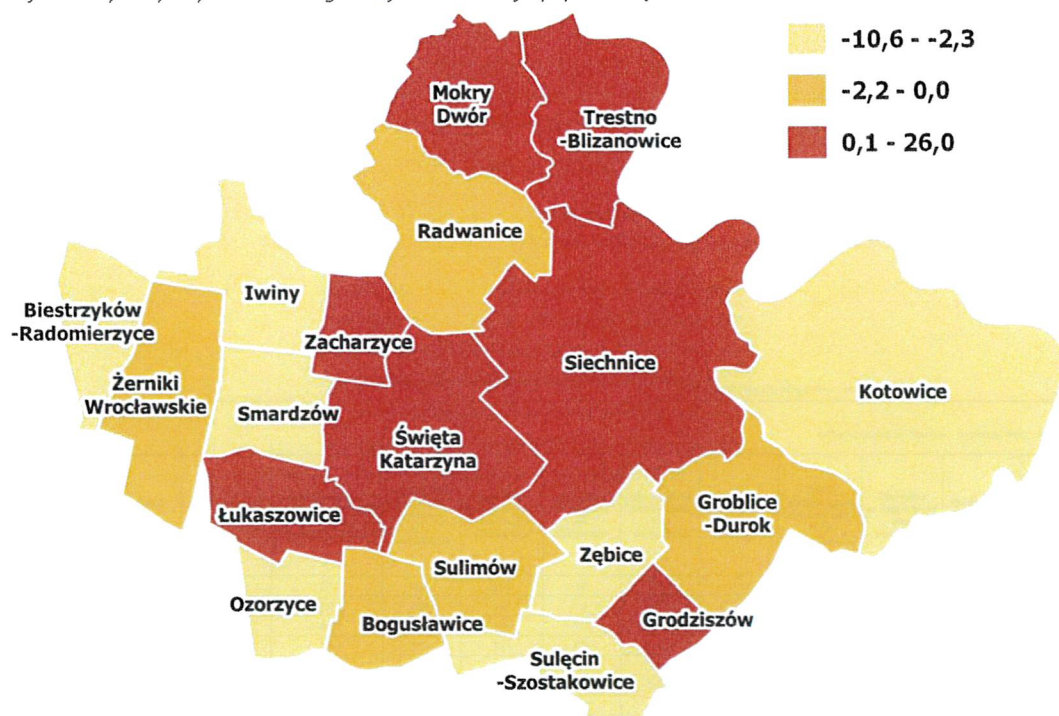 -10,6 - -2,3
-2,2 - 0,0
0,1 - 26,0
Mokry
Dwór
Trestno
-Blizanowice
Radwanice
Iwiny
Biestrzyków
-Radomierzyce
Zacharzyce
Siechnice
Żerniki
Wrocławskie
Kotowice
Smardzów
Święta
Katarzyna
Groblice
-Durok
Łukaszowice
Zębice
Sulimów
Ozorzyce
Bogusławice
Grodziszów
Sulęcin
-Szostakowice